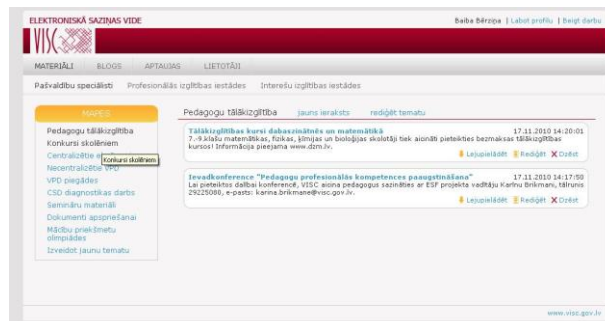 ELEKTRONISKĀ SAZIŅAS VIDE
Baiba Bērziņa | Labot profilu | Beigt darbu
VISC
MATERIĀLI BLOGS APTAUJAS LIETOTĀJI
Pašvaldību speciālisti Profesionālās izglītības iestādes Interešu izglītības iestādes
MAPES
Pedagogu tālākizglītība
Konkursi skolēniem
Centralizētie
Konkursi skolēniem
Necentralizētie VPD
VPD piegādes
CSD diagnostikas darbs
Semināru materiāli
Dokumenti apspriešanai
Mācību priekšmetu
olimpiādes
Izveidot jaunu tematu
Pedagogu tālākizglītība jauns ieraksts rediģēt tematu
Tālākizglītības kursi dabaszinātnēs un matemātikā 17.11.2010 14:20:01
7.-9.klašu matemātikas, fizikas, ķīmijas un bioloģijas skolotāji tiek aicināti pieteikties bezmaksas tālākizglītības
kursos! Informācija pieejama www.dzm.lv.
Lejupielādēt Rediģēt Dzēst
Ievadkonference "Pedagogu profesionālās kompetences paaugstināšana" 17.11.2010 14:17:50
Lai pieteiktos dalībai konferencē, VISC aicina pedagogus sazināties ar ESF projekta vadītāju Karīnu Brikmani, tālrunis
29225080, e-pasts: karina.brikmane@visc.gov.lv.
Lejupielādēt Rediģēt Dzēst
www.visc.gov.lv